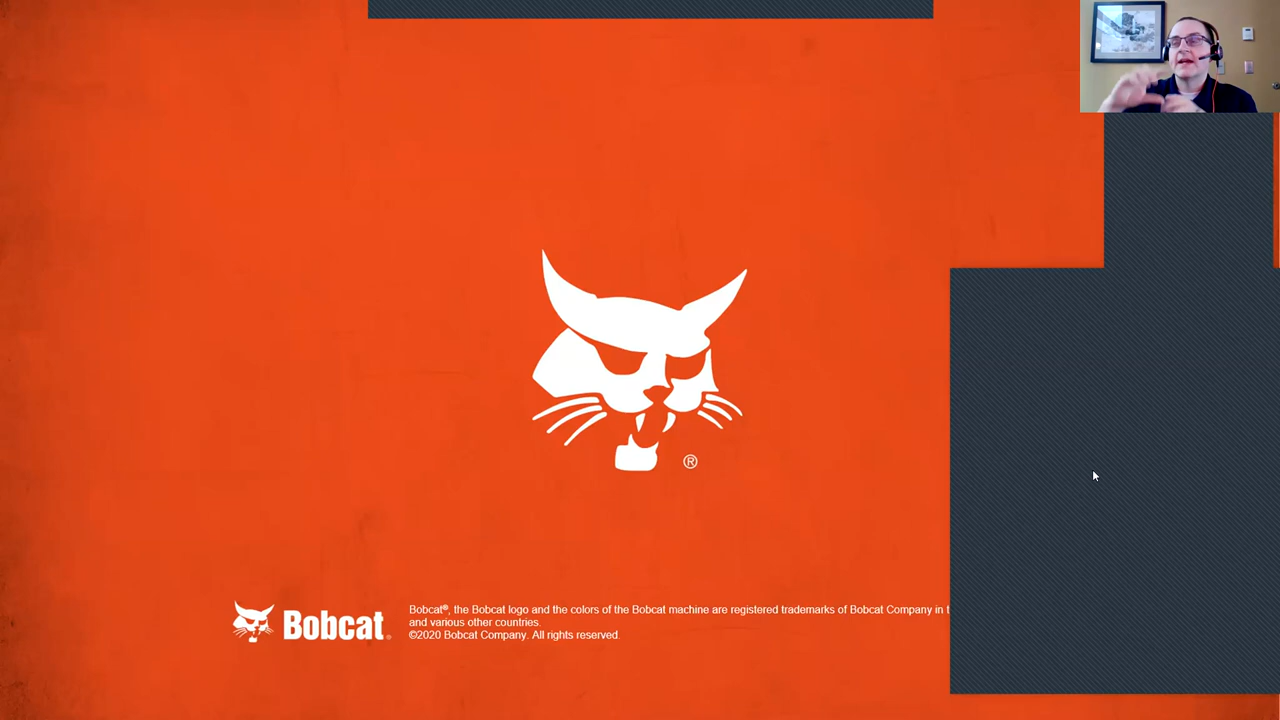 ®
Bobcat®
Bobcat®, the Bobcat logo and the colors of the Bobcat machine are registered trademarks of Bobcat Company in
and various other countries.
©2020 Bobcat Company. All rights reserved.